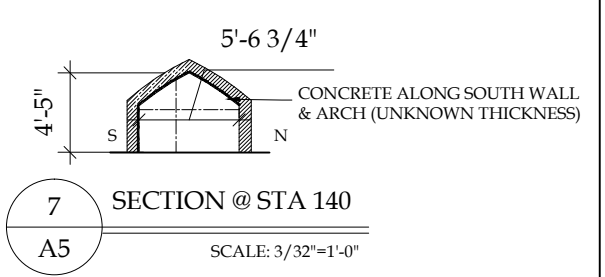 5'-6 3/4"
4'-5"
CONCRETE ALONG SOUTH WALL
& ARCH (UNKNOWN THICKNESS)
S
N
7
SECTION @ STA 140
A5
SCALE: 3/32"=1'-0"